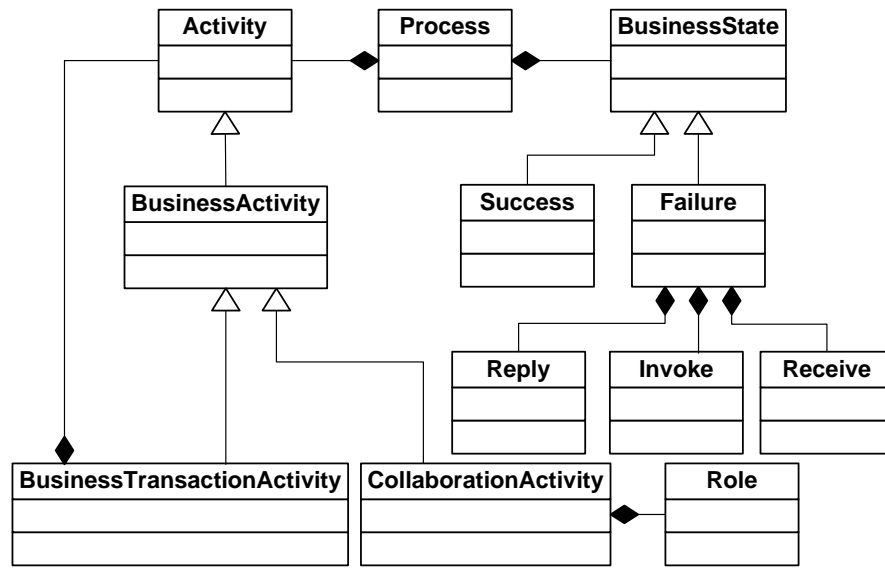 Activity
Process
BusinessState
BusinessActivity
Success
Failure
Reply
Invoke
Receive
BusinessTransactionActivity
CollaborationActivity
Role